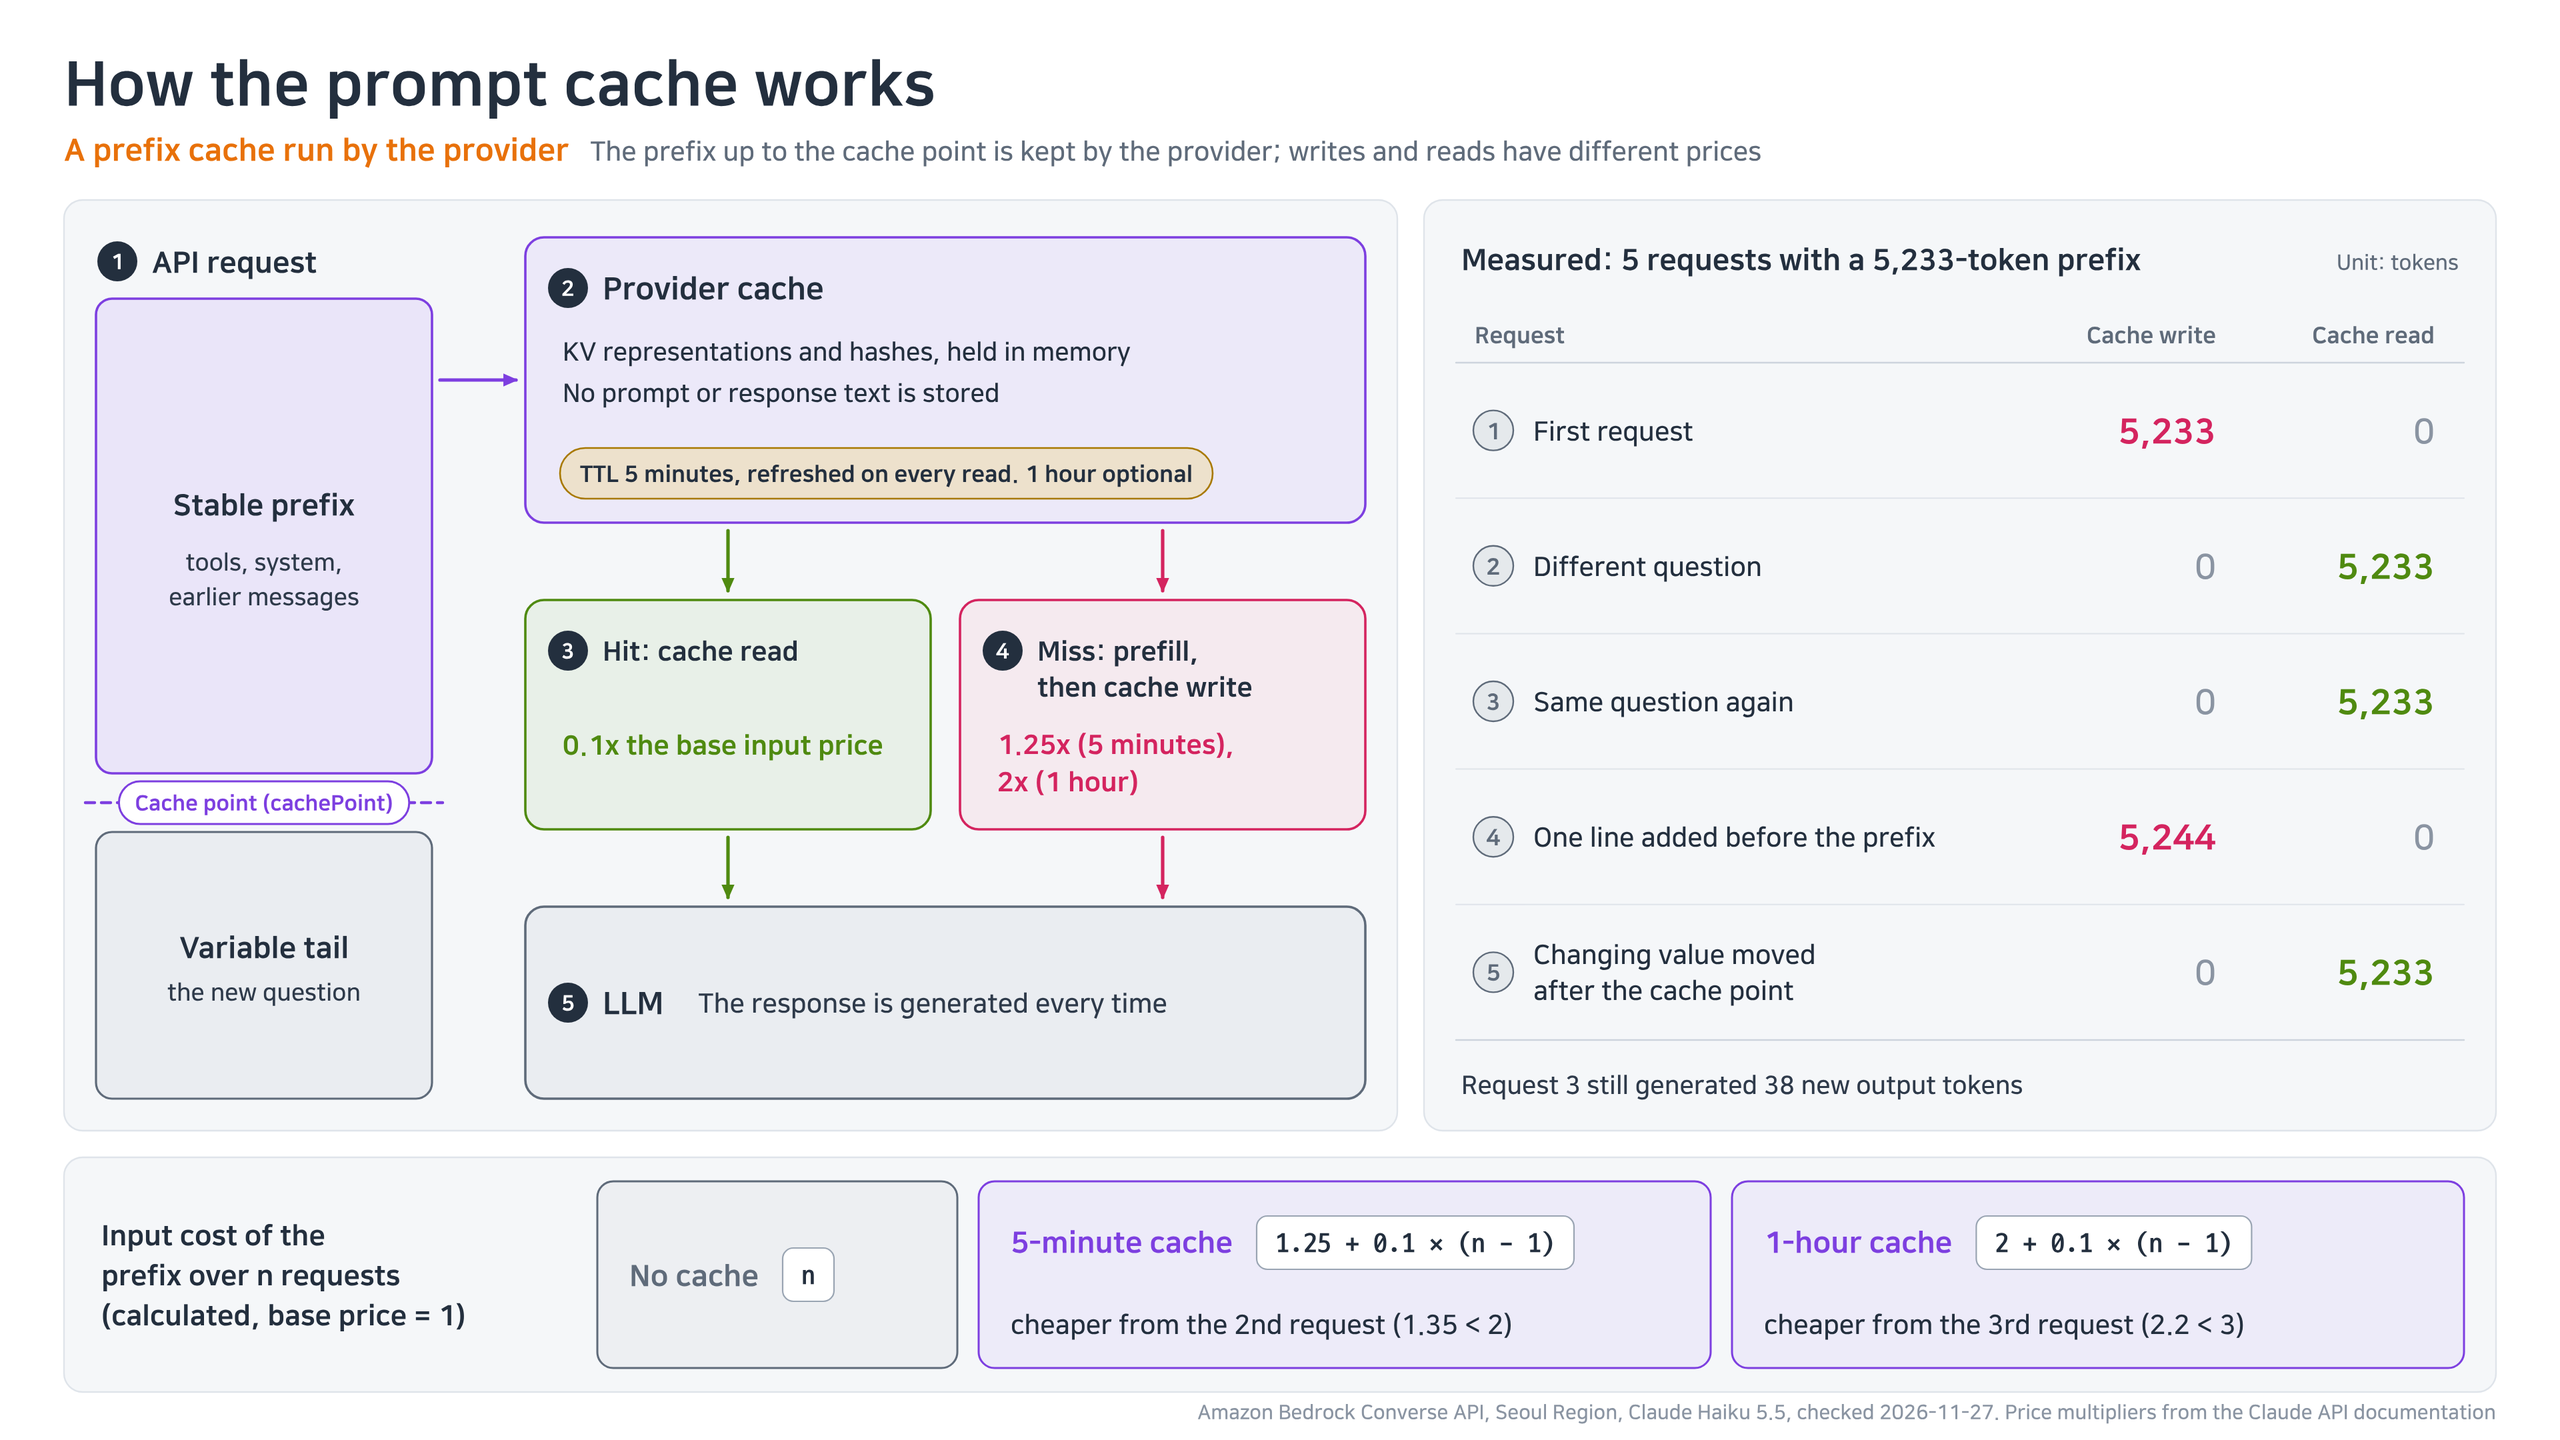 How the prompt cache works
A prefix cache run by the provider The prefix up to the cache point is kept by the provider; writes and reads have different prices
1 API request
Stable prefix
tools, system,
earlier messages
Cache point (cachePoint)
Variable tail
the new question
2 Provider cache
KV representations and hashes, held in memory
No prompt or response text is stored
TTL 5 minutes, refreshed on every read. 1 hour optional
3 Hit: cache read
0.1x the base input price
4 Miss: prefill,
then cache write
1.25x (5 minutes),
2x (1 hour)
5 LLM The response is generated every time
Measured: 5 requests with a 5,233-token prefix Unit: tokens
Request Cache write Cache read
1 First request 5,233 0
2 Different question 0 5,233
3 Same question again 0 5,233
4 One line added before the prefix 5,244 0
5 Changing value moved
after the cache point 0 5,233
Request 3 still generated 38 new output tokens
Input cost of the
prefix over n requests
(calculated, base price = 1)
No cache n
5-minute cache 1.25 + 0.1 × (n - 1)
cheaper from the 2nd request (1.35 < 2)
1-hour cache 2 + 0.1 × (n - 1)
cheaper from the 3rd request (2.2 < 3)
Amazon Bedrock Converse API, Seoul Region, Claude Haiku 5.5, checked 2026-11-27. Price multipliers from the Claude API documentation